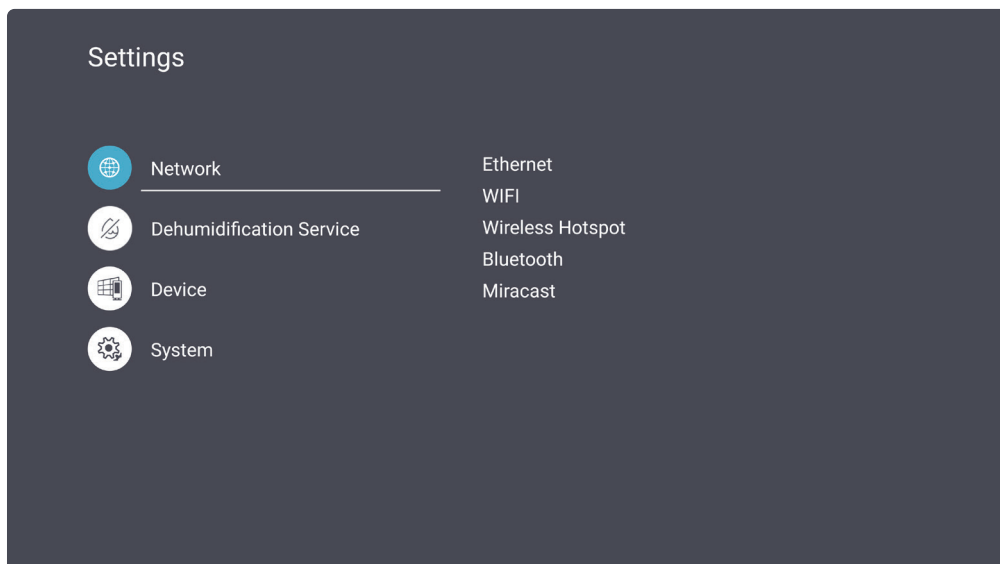 Settings
Network
Dehumidification Service
Device
System
Ethernet
WIFI
Wireless Hotspot
Bluetooth
Miracast